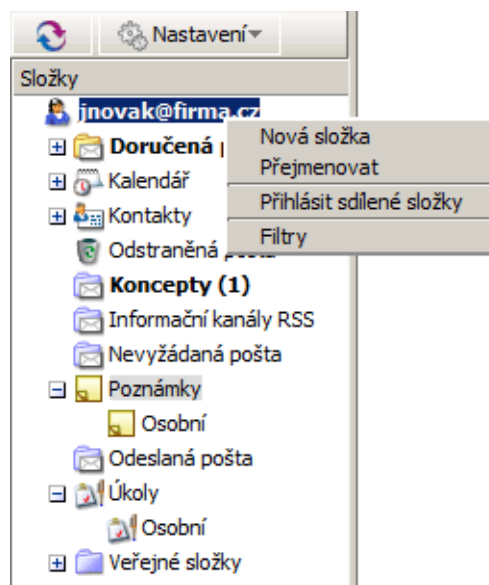 Nastavení
Složky
jnovak@firma.cz
Nová složka
Přejmenovat
Přihlásit sdílené složky
Filtry
Doručená
Kalendář
Kontakty
Odstraněná
Koncepty (1)
Informační kanály RSS
Nevyžádaná pošta
Poznámky
Osobní
Odeslaná pošta
Úkoly
Osobní
Veřejné složky